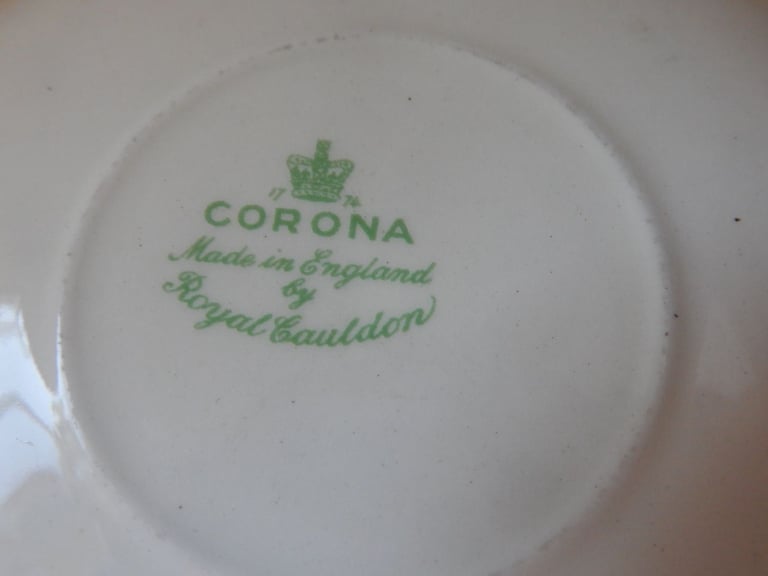 17 74
CORONA
Made in England
by
Royal Cauldon